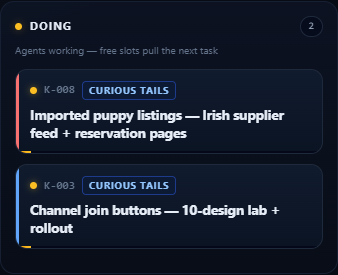 DOING
2
Agents working — free slots pull the next task
K-008 CURIOUS TAILS
Imported puppy listings — Irish supplier
feed + reservation pages
K-003 CURIOUS TAILS
Channel join buttons — 10-design lab +
rollout